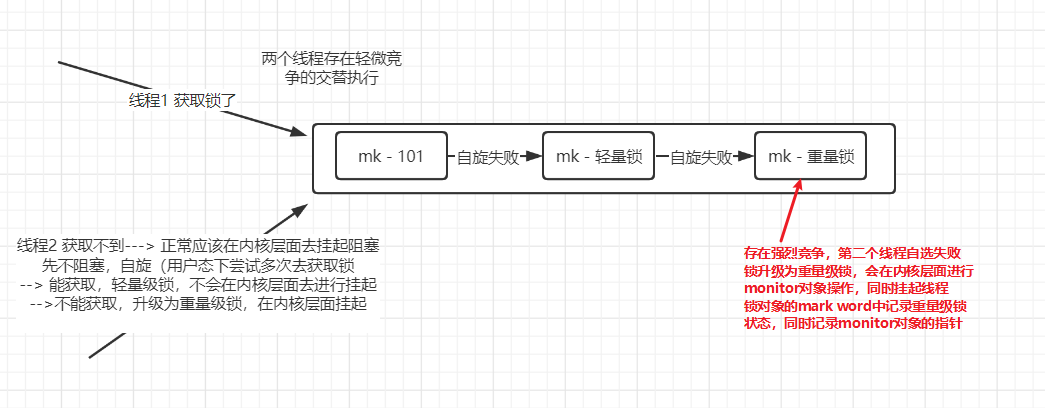 两个线程存在轻微竞
争的交替执行
线程1 获取锁了
mk - 101
自旋失败
mk - 轻量锁
自旋失败
mk - 重量锁
线程2 获取不到---> 正常应该在内核层面去挂起阻塞
先不阻塞，自旋（用户态下尝试多次去获取锁
--> 能获取，轻量级锁，不会在内核层面去进行挂起
-->不能获取，升级为重量级锁，在内核层面挂起
存在强烈竞争，第二个线程自选失败
锁升级为重量级锁，会在内核层面进行
monitor对象操作，同时挂起线程
锁对象的mark word中记录重量级锁
状态，同时记录monitor对象的指针